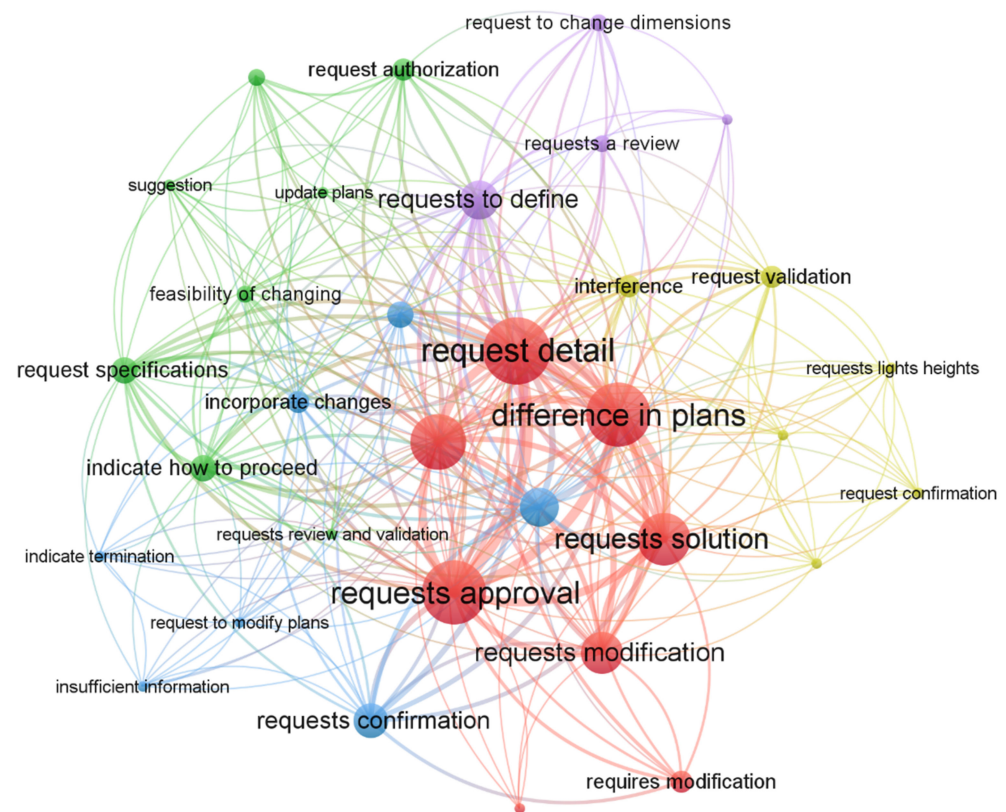 request to change dimensions
request authorization
requests a review
suggestion
update plans
requests to define
interference
request validation
feasibility of changing
request detail
request specifications
requests lights heights
incorporate changes
difference in plans
indicate how to proceed
request confirmation
requests review and validation
requests solution
indicate termination
requests approval
request to modify plans
requests modification
insufficient information
requests confirmation
requires modification